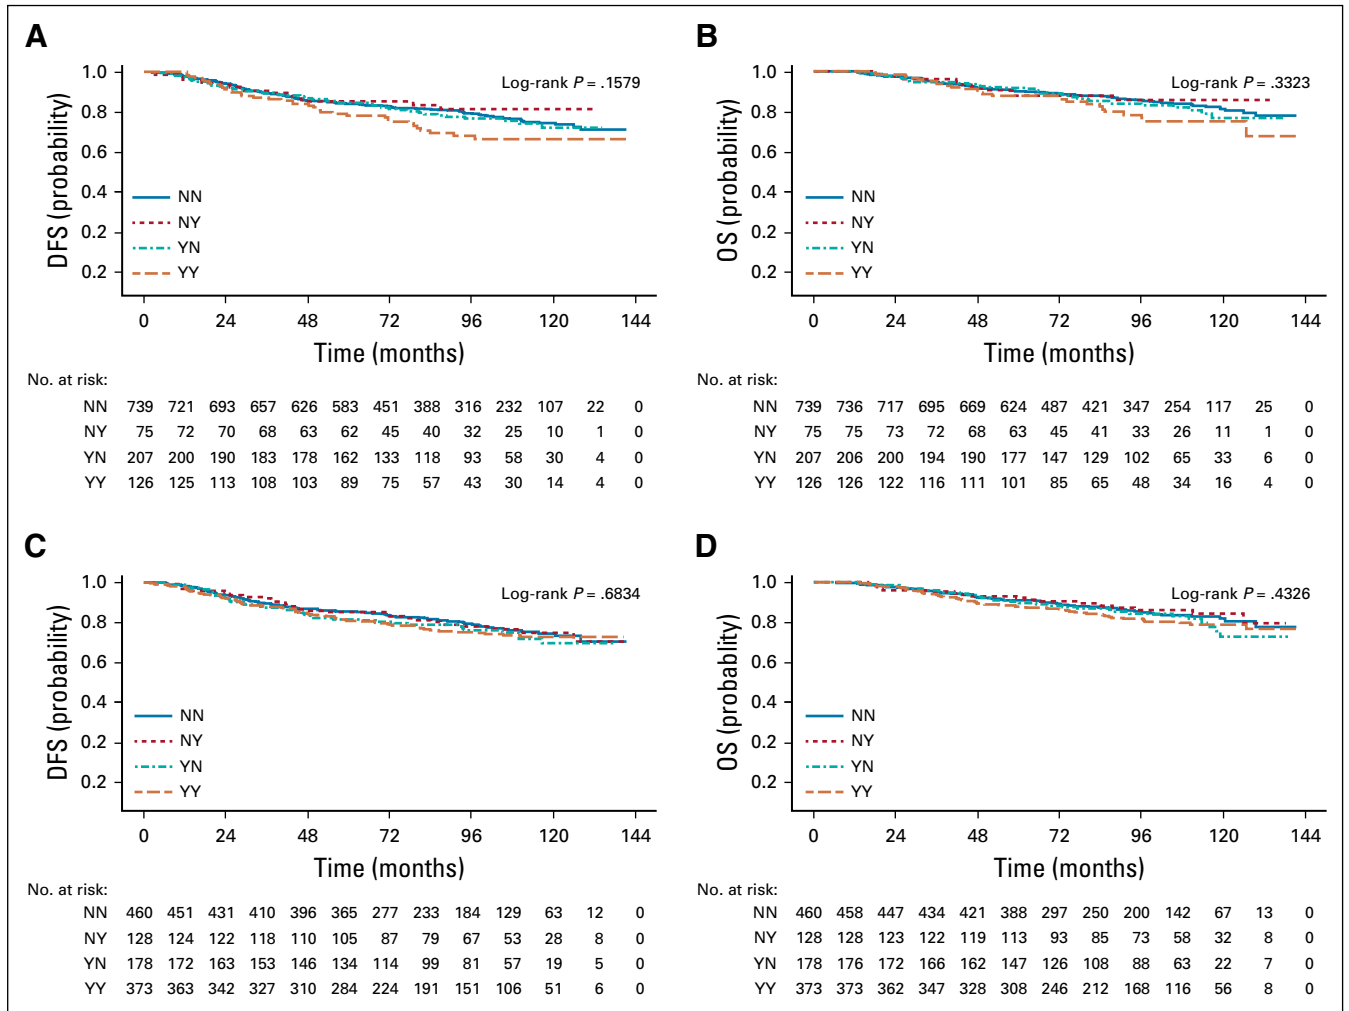 A
1.0
0.8
0.6
0.4
0.2
0.2
DFS (probability)
Log-rank P = .1579
NN
NY
YN
YY
0 24 48 72 96 120 144
Time (months)
No. at risk:
NN 739 721 693 657 626 583 451 388 316 232 107 22 0
NY 75 72 70 68 63 62 45 40 32 25 10 1 0
YN 207 200 190 183 178 162 133 118 93 58 30 4 0
YY 126 125 113 108 103 89 75 57 43 30 14 4 0
B
1.0
0.8
0.6
0.4
0.2
0.2
OS (probability)
Log-rank P = .3323
NN
NY
YN
YY
0 24 48 72 96 120 144
Time (months)
No. at risk:
NN 739 736 717 695 669 624 487 421 347 254 117 25 0
NY 75 75 73 72 68 63 45 41 33 26 11 1 0
YN 207 206 200 194 190 177 147 129 102 65 33 6 0
YY 126 126 122 116 111 101 85 65 48 34 16 4 0
C
1.0
0.8
0.6
0.4
0.2
0.2
DFS (probability)
Log-rank P = .6834
NN
NY
YN
YY
0 24 48 72 96 120 144
Time (months)
No. at risk:
NN 460 451 431 410 396 365 277 233 184 129 63 12 0
NY 128 124 122 118 110 105 87 79 67 53 28 8 0
YN 178 172 163 153 146 134 114 99 81 57 19 5 0
YY 373 363 342 327 310 284 224 191 151 106 51 6 0
D
1.0
0.8
0.6
0.4
0.2
0.2
OS (probablity)
Log-rank P = .4326
NN
NY
YN
YY
0 24 48 72 96 120 144
Time (months)
No. at risk:
NN 460 458 447 434 421 388 297 250 200 142 67 13 0
NY 128 128 123 122 119 113 93 85 73 58 32 8 0
YN 178 176 172 166 162 147 126 108 88 63 22 7 0
YY 373 373 362 347 328 308 246 212 168 116 56 8 0